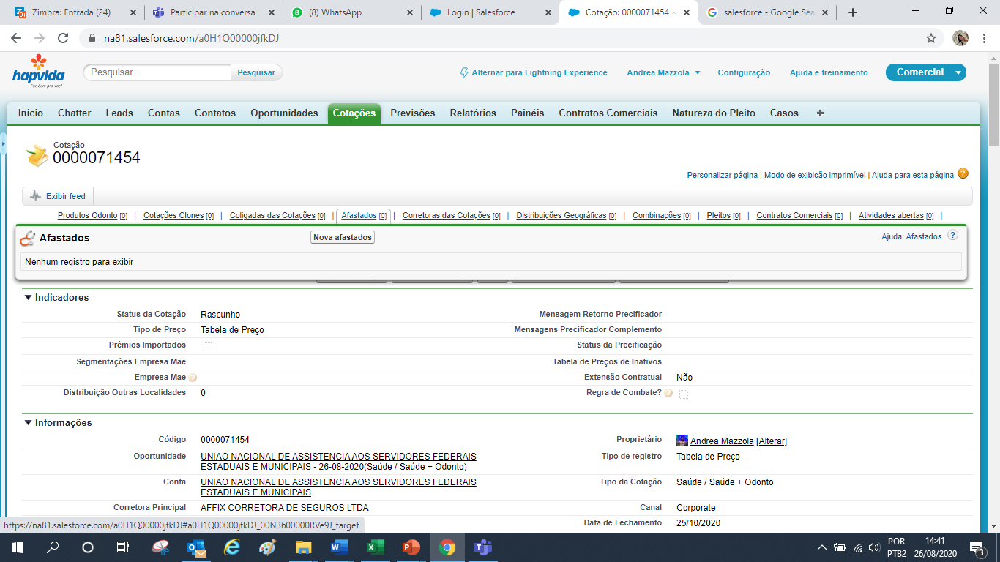 Zimbra: Entrada (24)
Participar na conversa
(8) WhatsApp
Login | Salesforce
Cotação: 0000071454 ~
salesforce - Google Sea
na81.salesforce.com/a0H1Q00000jfkDJ
hapvida
Faz bem pra você
Pesquisar...
Pesquisar
Alternar para Lightning Experience
Andrea Mazzola
Configuração
Ajuda e treinamento
Comercial
Início
Chatter
Leads
Contas
Contatos
Oportunidades
Cotações
Previsões
Relatórios
Painéis
Contratos Comerciais
Natureza do Pleito
Casos
Cotação
0000071454
Personalizar página | Modo de exibição imprimível | Ajuda para esta página
Exibir feed
Produtos Odonto [0] | Cotações Clones [0] | Coligadas das Cotações [0] | Afastados [0] | Corretoras das Cotações [0] | Distribuições Geográficas [0] | Combinações [0] | Pleitos [0] | Contratos Comerciais [0] | Atividades abertas [0] |
Afastados
Nova afastados
Ajuda: Afastados
Nenhum registro para exibir
Indicadores
Status da Cotação Rascunho
Mensagem Retorno Precificador
Tipo de Preço Tabela de Preço
Mensagens Precificador Complemento
Prêmios Importados
Status da Precificação
Segmentações Empresa Mae
Tabela de Preços de Inativos
Empresa Mae
Extensão Contratual Não
Distribuição Outras Localidades 0
Regra de Combate?
Informações
Código 0000071454
Proprietário Andrea Mazzola [Alterar]
Oportunidade UNIAO NACIONAL DE ASSISTENCIA AOS SERVIDORES FEDERAIS
ESTADUAIS E MUNICIPAIS - 26-08-2020(Saúde / Saúde + Odonto)
Tipo de registro Tabela de Preço
Conta UNIAO NACIONAL DE ASSISTENCIA AOS SERVIDORES FEDERAIS
ESTADUAIS E MUNICIPAIS
Tipo da Cotação Saúde / Saúde + Odonto
Corretora Principal AFFIX CORRETORA DE SEGUROS LTDA
Canal Corporate
Data de Fechamento 25/10/2020
https://na81.salesforce.com/a0H1Q00000jfkDJ#a0H1Q00000jfkDJ_00N3600000RVe9J_target
POR
PTB2
14:41
26/08/2020
3